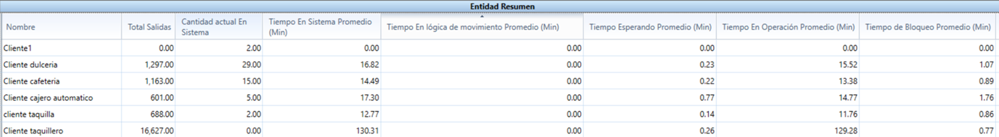 Entidad Resumen
Nombre Total Salidas Cantidad actual En Sistema Tiempo En Sistema Promedio (Min) Tiempo En lógica de movimiento Promedio (Min) Tiempo Esperando Promedio (Min) Tiempo En Operación Promedio (Min) Tiempo de Bloqueo Promedio (Min)
Cliente1 0.00 2.00 0.00 0.00 0.00 0.00 0.00
Cliente dulceria 1,297.00 29.00 16.82 0.00 0.23 15.52 1.07
Cliente cafeteria 1,163.00 15.00 14.49 0.00 0.22 13.38 0.89
Cliente cajero automatico 601.00 5.00 17.30 0.00 0.77 14.77 1.76
cliente taquilla 688.00 2.00 12.77 0.00 0.14 11.76 0.86
Cliente taquillero 16,627.00 0.00 130.31 0.00 0.26 129.28 0.77